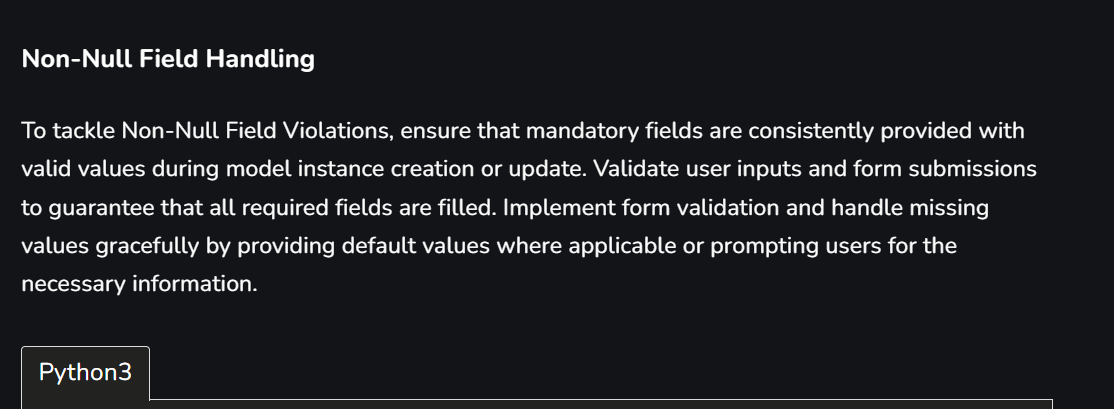 Non-Null Field Handling
To tackle Non-Null Field Violations, ensure that mandatory fields are consistently provided with
valid values during model instance creation or update. Validate user inputs and form submissions
to guarantee that all required fields are filled. Implement form validation and handle missing
values gracefully by providing default values where applicable or prompting users for the
necessary information.
Python3